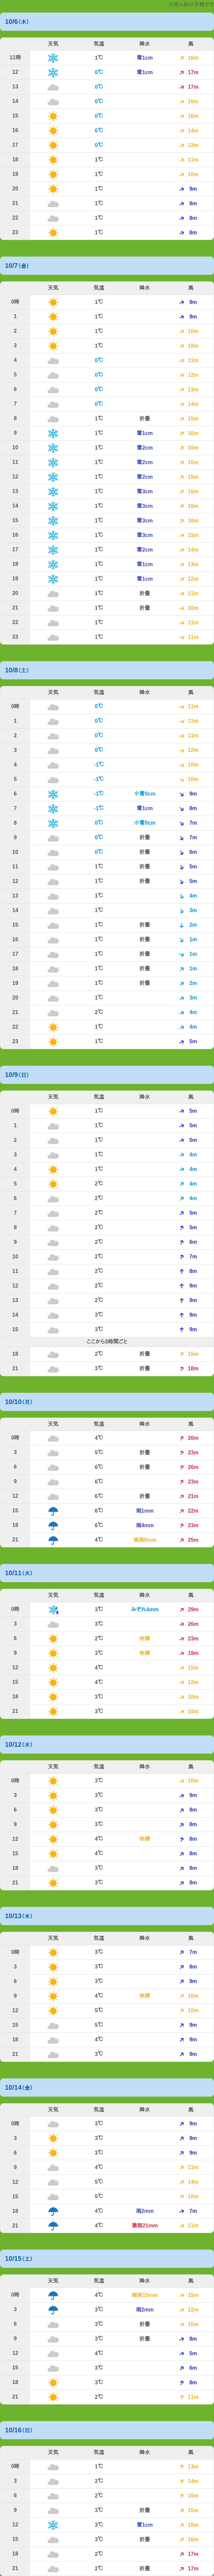 10/6(木)
天気 気温 降水 風
11時 1℃ 雪1cm 16m
12 0℃ 雪1cm 17m
13 0℃ 17m
14 0℃ 16m
15 0℃ 16m
16 0℃ 14m
17 0℃ 13m
18 1℃ 11m
19 1℃ 10m
20 1℃ 9m
21 1℃ 8m
22 1℃ 8m
23 1℃ 8m
10/7(金)
天気 気温 降水 風
0時 1℃ 9m
1 1℃ 9m
2 1℃ 10m
3 1℃ 10m
4 0℃ 11m
5 0℃ 12m
6 0℃ 13m
7 0℃ 14m
8 1℃ 折曇 15m
9 1℃ 雪1cm 16m
10 1℃ 雪2cm 16m
11 1℃ 雪2cm 16m
12 1℃ 雪2cm 15m
13 1℃ 雪3cm 16m
14 1℃ 雪3cm 16m
15 1℃ 雪3cm 16m
16 1℃ 雪3cm 15m
17 1℃ 雪2cm 14m
18 1℃ 雪1cm 13m
19 1℃ 雪1cm 12m
20 1℃ 折曇 11m
21 1℃ 折曇 10m
22 1℃ 11m
23 1℃ 11m
10/8(土)
天気 気温 降水 風
0時 0℃ 11m
1 0℃ 11m
2 0℃ 11m
3 0℃ 12m
4 -1℃ 10m
5 -1℃ 10m
6 -1℃ 小雪0cm 9m
7 -1℃ 雪1cm 8m
8 0℃ 小雪0cm 7m
9 0℃ 折曇 7m
10 0℃ 折曇 6m
11 1℃ 折曇 5m
12 1℃ 折曇 5m
13 1℃ 4m
14 1℃ 3m
15 1℃ 折曇 2m
16 1℃ 折曇 1m
17 1℃ 折曇 1m
18 1℃ 折曇 1m
19 1℃ 折曇 2m
20 1℃ 3m
21 2℃ 4m
22 1℃ 4m
23 1℃ 5m
10/9(日)
天気 気温 降水 風
0時 1℃ 5m
1 1℃ 5m
2 1℃ 5m
3 1℃ 4m
4 1℃ 4m
5 2℃ 4m
6 2℃ 4m
7 2℃ 5m
8 2℃ 5m
9 2℃ 6m
10 2℃ 7m
11 2℃ 8m
12 2℃ 9m
13 2℃ 9m
14 3℃ 9m
15 3℃ 9m
ここから3時間ごと
18 2℃ 折曇 15m
21 3℃ 折曇 18m
10/10(月)
天気 気温 降水 風
0時 4℃ 20m
3 5℃ 折曇 23m
6 6℃ 折曇 26m
9 6℃ 23m
12 6℃ 折曇 21m
15 6℃ 雨1mm 22m
18 6℃ 雨4mm 23m
21 4℃ 強雨8mm 25m
10/11(火)
天気 気温 降水 風
0時 3℃ みぞれ4mm 29m
3 3℃ 26m
6 2℃ 快晴 23m
9 3℃ 快晴 19m
12 4℃ 15m
15 4℃ 12m
18 3℃ 10m
21 3℃ 10m
10/12(水)
天気 気温 降水 風
0時 3℃ 10m
3 3℃ 9m
6 3℃ 8m
9 3℃ 8m
12 4℃ 快晴 8m
15 4℃ 8m
18 3℃ 8m
21 3℃ 8m
10/13(木)
天気 気温 降水 風
0時 3℃ 7m
3 3℃ 8m
6 3℃ 9m
9 4℃ 快晴 10m
12 5℃ 10m
15 5℃ 9m
18 4℃ 9m
21 3℃ 9m
10/14(金)
天気 気温 降水 風
0時 3℃ 9m
3 3℃ 9m
6 3℃ 9m
9 4℃ 11m
12 5℃ 14m
15 5℃ 10m
18 4℃ 雨2mm 7m
21 4℃ 激雨21mm 11m
10/15(土)
天気 気温 降水 風
0時 4℃ 強雨10mm 15m
3 3℃ 雨2mm 12m
6 3℃ 折曇 10m
9 3℃ 折曇 8m
12 4℃ 5m
15 3℃ 6m
18 3℃ 8m
21 2℃ 11m
10/16(日)
天気 気温 降水 風
0時 1℃ 13m
3 2℃ 14m
6 2℃ 15m
9 3℃ 折曇 15m
12 3℃ 雪1cm 15m
15 3℃ 折曇 16m
18 2℃ 17m
21 2℃ 折曇 17m